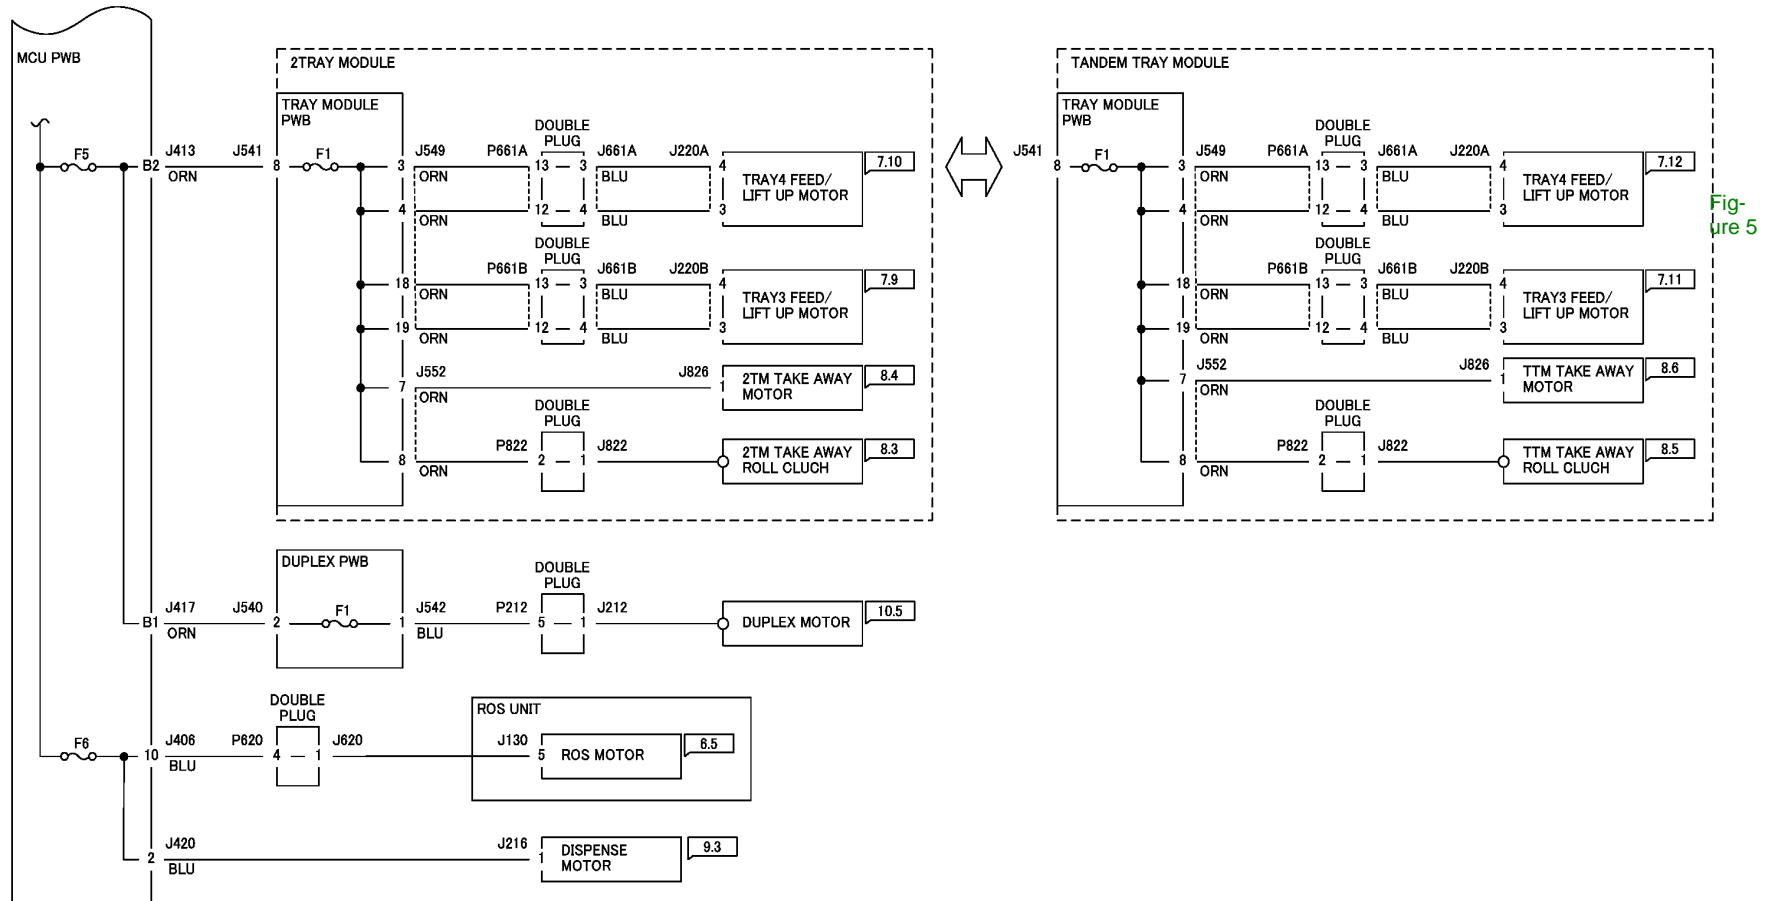 MCU PWB
2TRAY MODULE
TANDEM TRAY MODULE
TRAY MODULE
PWB
TRAY MODULE
PWB
F5
B2
J413
ORN
J541
8
F1
3
J549
ORN
P661A
DOUBLE
PLUG
13 — 3
J661A
BLU
J220A
4
TRAY4 FEED/
LIFT UP MOTOR
7.10
4
ORN
12 — 4
BLU
3
18
ORN
P661B
DOUBLE
PLUG
13 — 3
J661B
BLU
J220B
4
TRAY3 FEED/
LIFT UP MOTOR
7.9
19
ORN
12 — 4
BLU
3
7
J552
ORN
J826
1
2TM TAKE AWAY
MOTOR
8.4
8
ORN
P822
DOUBLE
PLUG
2 — 1
J822
2TM TAKE AWAY
ROLL CLUCH
8.3
J541
8
F1
3
J549
ORN
P661A
DOUBLE
PLUG
13 — 3
J661A
BLU
J220A
4
TRAY4 FEED/
LIFT UP MOTOR
7.12
4
ORN
12 — 4
BLU
3
18
ORN
P661B
DOUBLE
PLUG
13 — 3
J661B
BLU
J220B
4
TRAY3 FEED/
LIFT UP MOTOR
7.11
19
ORN
12 — 4
BLU
3
7
J552
ORN
J826
1
TTM TAKE AWAY
MOTOR
8.6
8
ORN
P822
DOUBLE
PLUG
2 — 1
J822
TTM TAKE AWAY
ROLL CLUCH
8.5
Fig-
ure 5
DUPLEX PWB
B1
J417
ORN
J540
2
F1
1
J542
BLU
P212
DOUBLE
PLUG
5 — 1
J212
DUPLEX MOTOR
10.5
F6
10
J406
BLU
P620
DOUBLE
PLUG
4 — 1
J620
ROS UNIT
J130
5
ROS MOTOR
6.5
2
J420
BLU
J216
1
DISPENSE
MOTOR
9.3